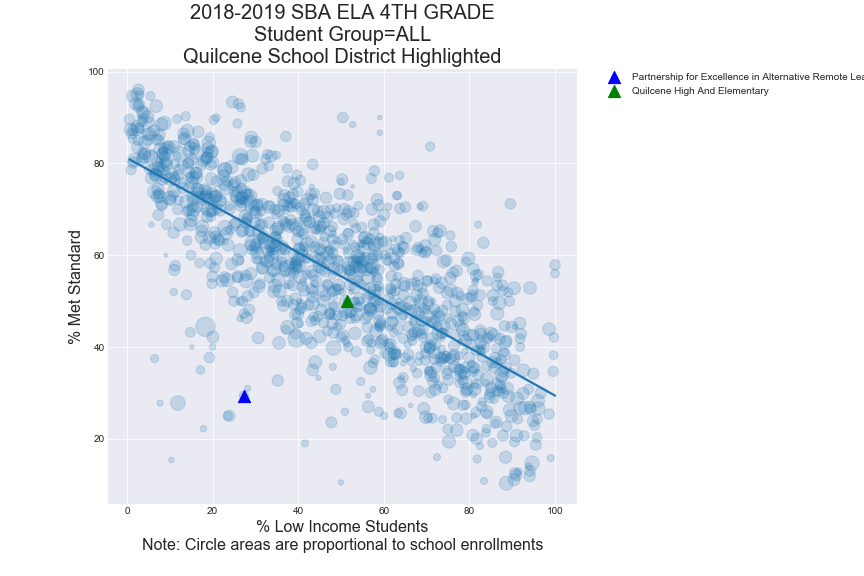 2018-2019 SBA ELA 4TH GRADE
Student Group=ALL
Quilcene School District Highlighted
Partnership for Excellence in Alternative Remote Lea
Quilcene High And Elementary
100
80
60
40
20
% Met Standard
0 20 40 60 80 100
% Low Income Students
Note: Circle areas are proportional to school enrollments